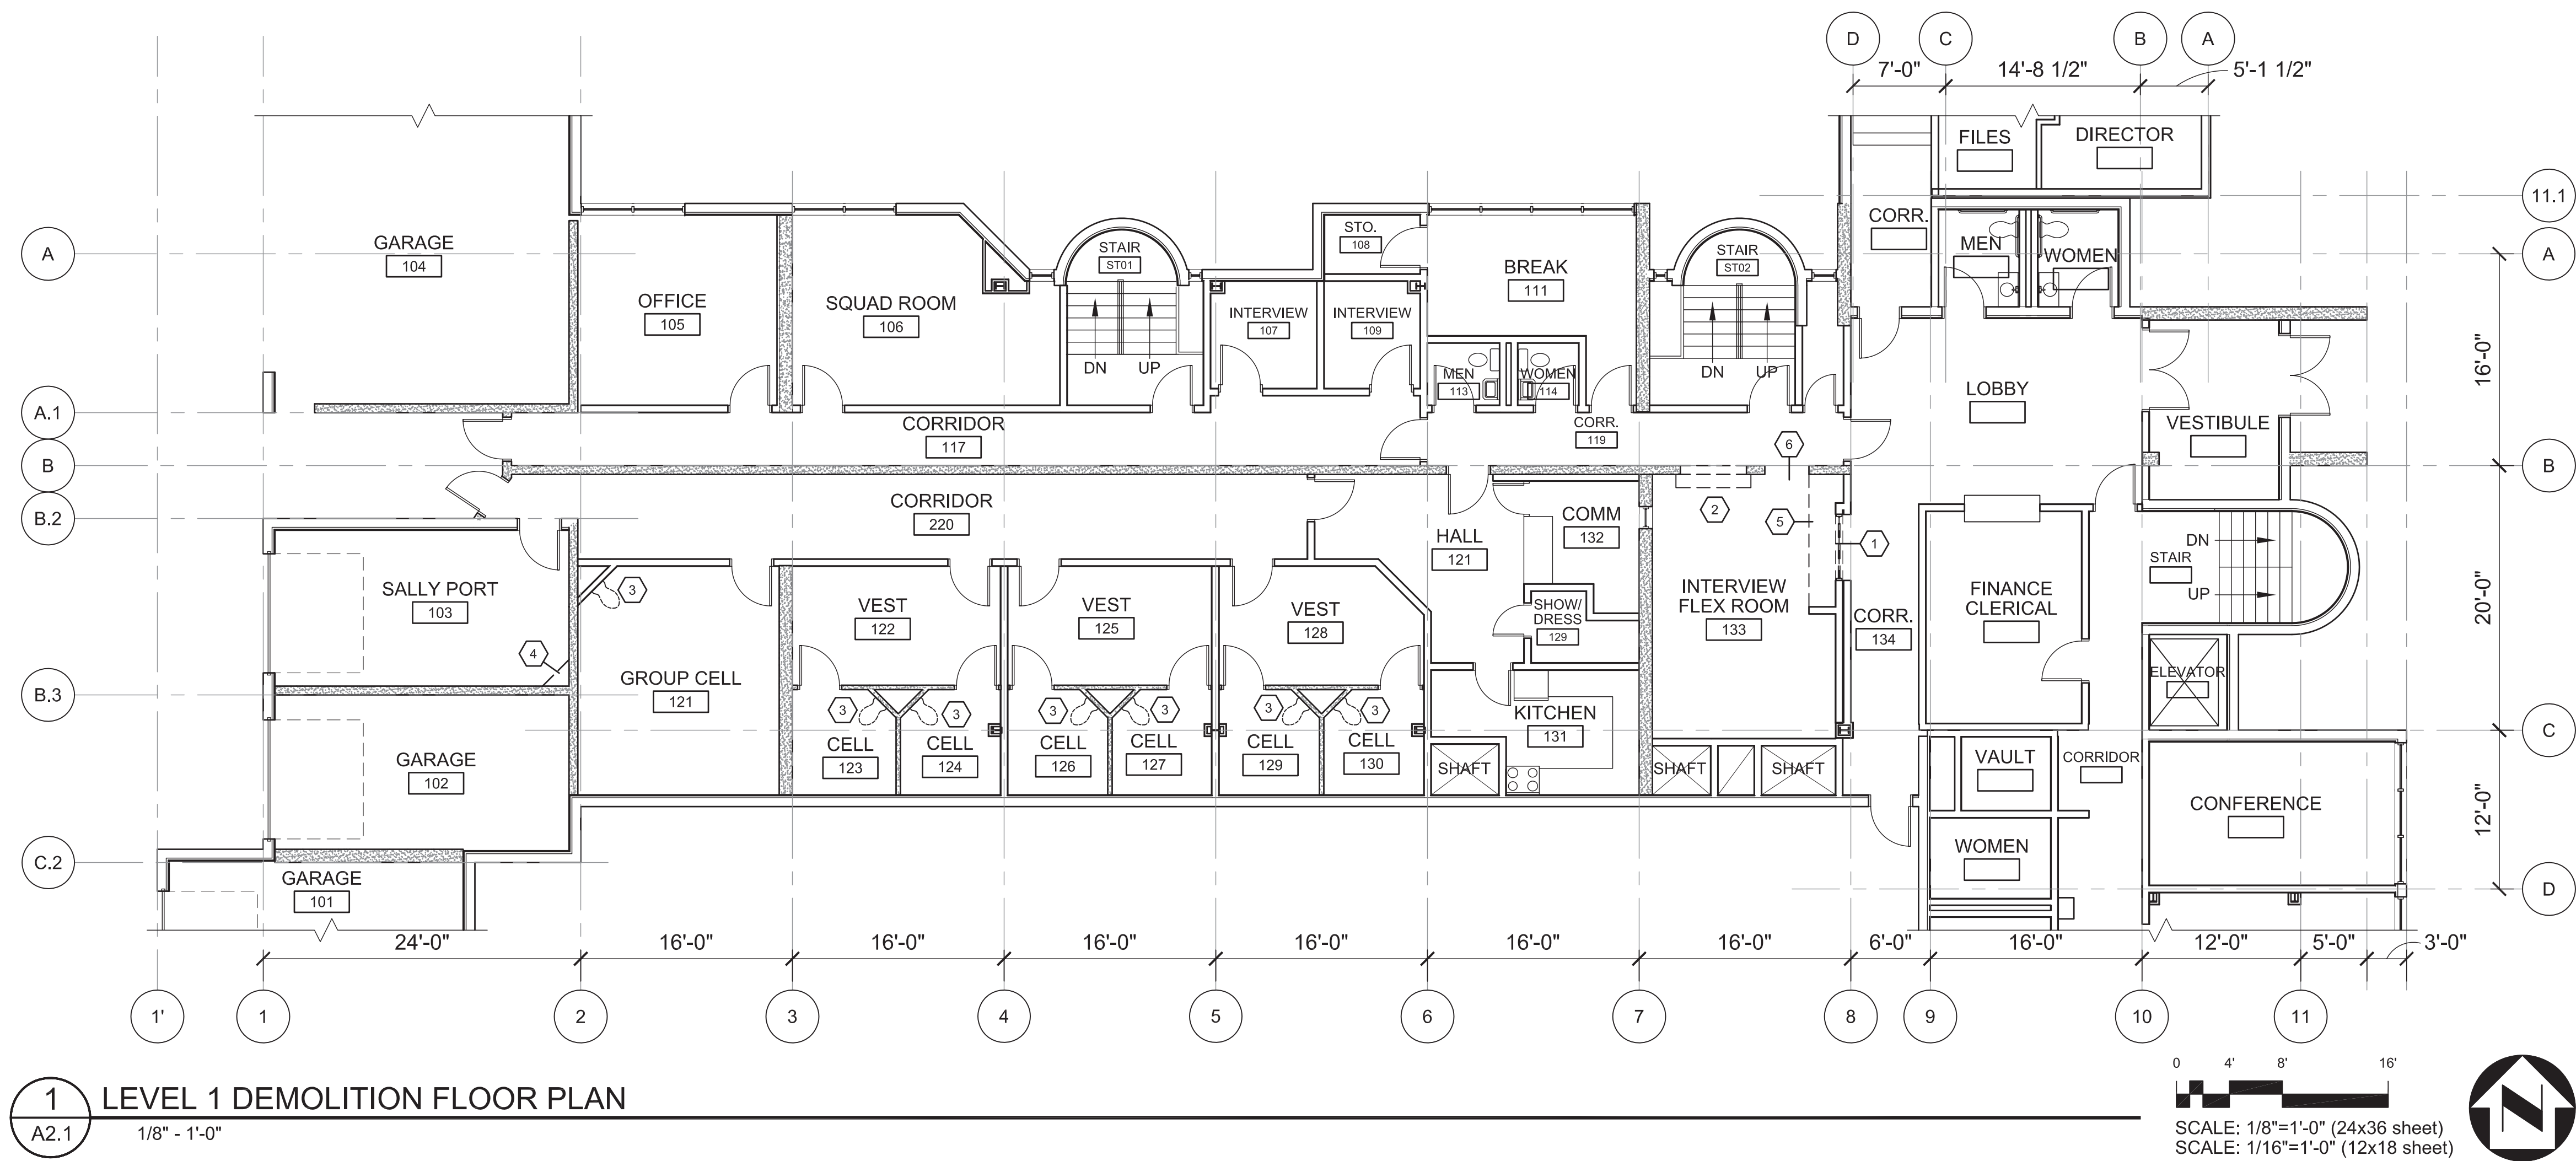 D
C
B
A
7'-0"
14'-8 1/2"
5'-1 1/2"
FILES
DIRECTOR
11.1
CORR.
A
GARAGE
104
STAIR
ST01
STO.
108
BREAK
111
STAIR
ST02
MEN
WOMEN
A
OFFICE
105
SQUAD ROOM
106
INTERVIEW
107
INTERVIEW
109
DN
UP
MEN
113
WOMEN
114
DN
UP
LOBBY
16'-0"
A.1
CORRIDOR
117
CORR.
119
6
VESTIBULE
B
B
B.2
CORRIDOR
220
HALL
121
COMM
132
2
5
1
DN
STAIR
UP
SALLY PORT
103
3
VEST
122
VEST
125
VEST
128
SHOW/
DRESS
129
INTERVIEW
FLEX ROOM
133
CORR.
134
FINANCE
CLERICAL
20'-0"
4
B.3
GROUP CELL
121
3
3
3
3
3
3
ELEVATOR
KITCHEN
131
C
GARAGE
102
CELL
123
CELL
124
CELL
126
CELL
127
CELL
129
CELL
130
SHAFT
SHAFT
SHAFT
VAULT
CORRIDOR
CONFERENCE
12'-0"
C.2
GARAGE
101
WOMEN
D
24'-0"
16'-0"
16'-0"
16'-0"
16'-0"
16'-0"
16'-0"
6'-0"
16'-0"
12'-0"
5'-0"
3'-0"
1'
1
2
3
4
5
6
7
8
9
10
11
1
A2.1
LEVEL 1 DEMOLITION FLOOR PLAN
1/8" - 1'-0"
0 4' 8' 16'
SCALE: 1/8"=1'-0" (24x36 sheet)
SCALE: 1/16"=1'-0" (12x18 sheet)
N